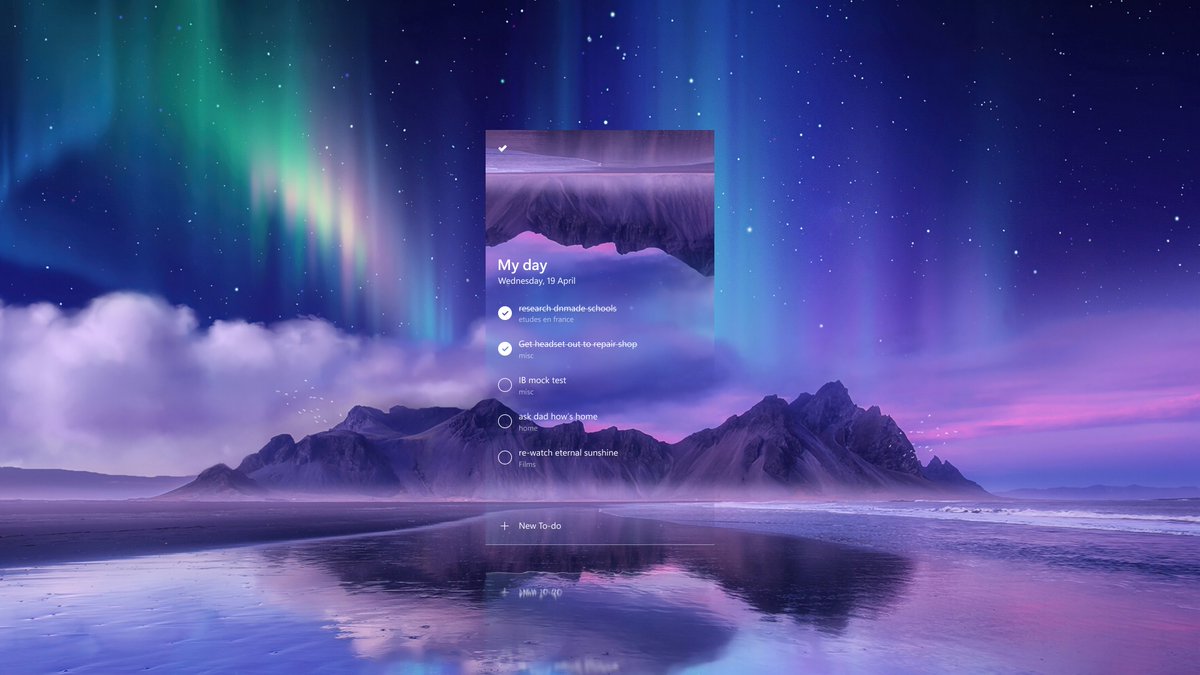 My day
Wednesday, 19 April
research dnmade schools
etudes en france
Get headset out to repair shop
misc
IB mock test
misc
ask dad how's home
home
re-watch eternal sunshine
Films
New To-do